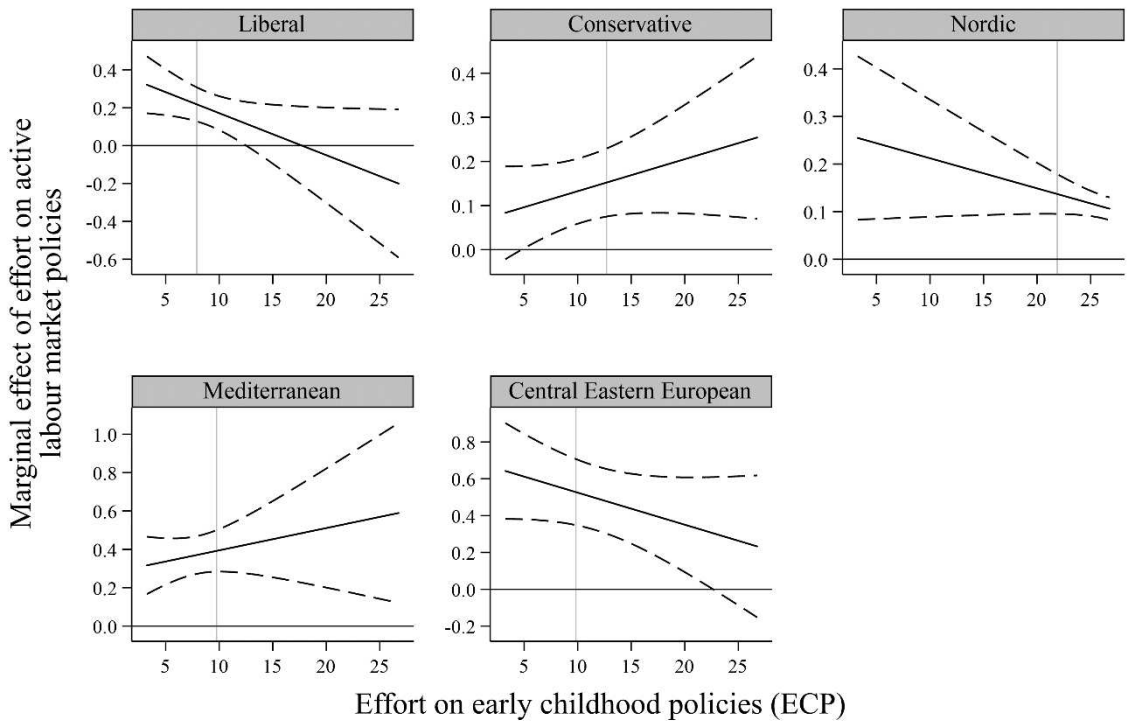 Marginal effect of effort on active
labour market policies
Liberal
0.4
0.2
0.0
-0.2
-0.4
-0.6
5 10 15 20 25
Conservative
0.4
0.3
0.2
0.1
0.0
5 10 15 20 25
Nordic
0.4
0.3
0.2
0.1
0.0
5 10 15 20 25
Mediterranean
1.0
0.8
0.6
0.4
0.2
0.0
5 10 15 20 25
Central Eastern European
0.8
0.6
0.4
0.2
0.0
-0.2
5 10 15 20 25
Effort on early childhood policies (ECP)